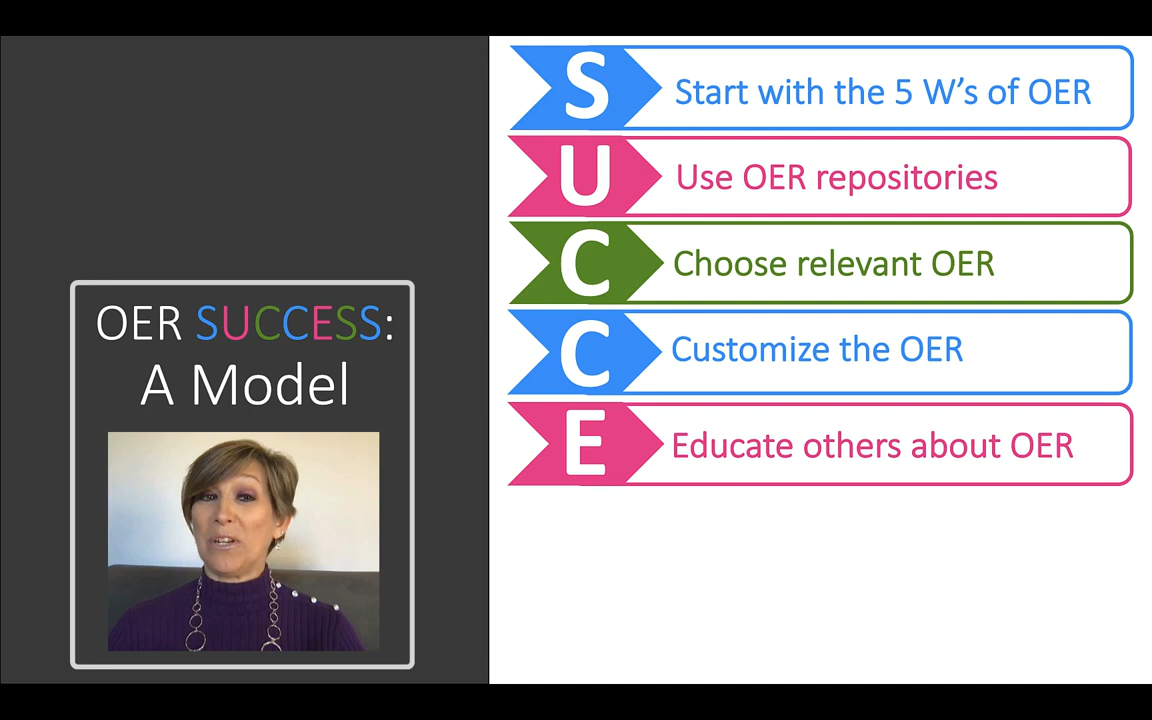 OER SUCCESS:
A Model
S Start with the 5 W’s of OER
U Use OER repositories
C Choose relevant OER
C Customize the OER
E Educate others about OER